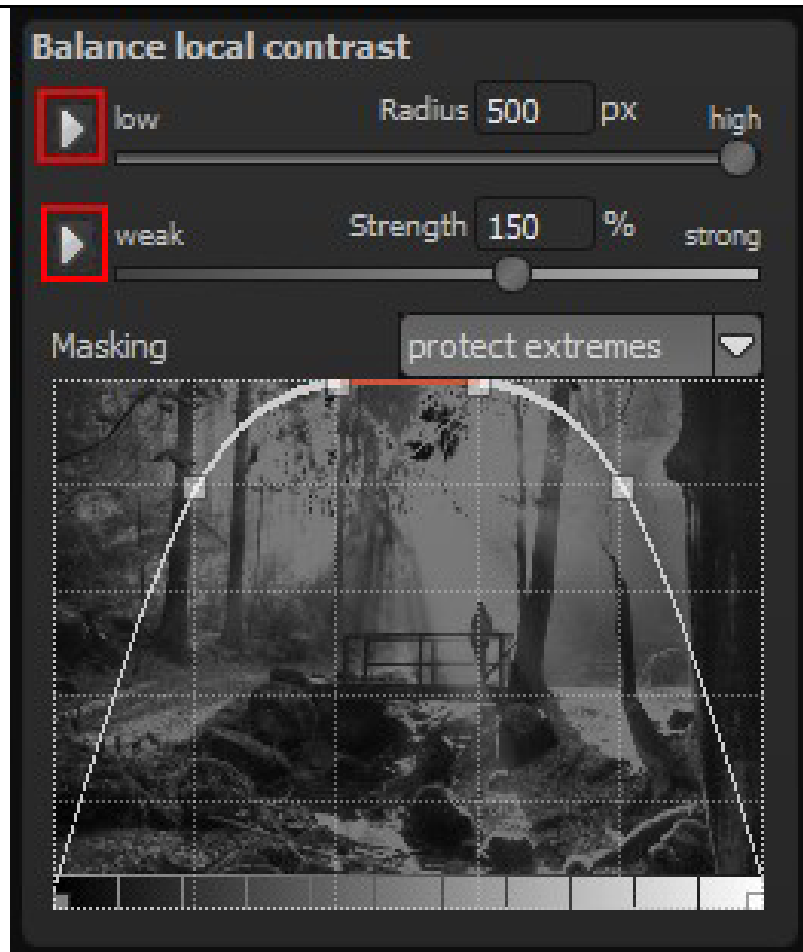 Balance local contrast
low Radius 500 px high
weak Strength 150 % strong
Masking protect extremes